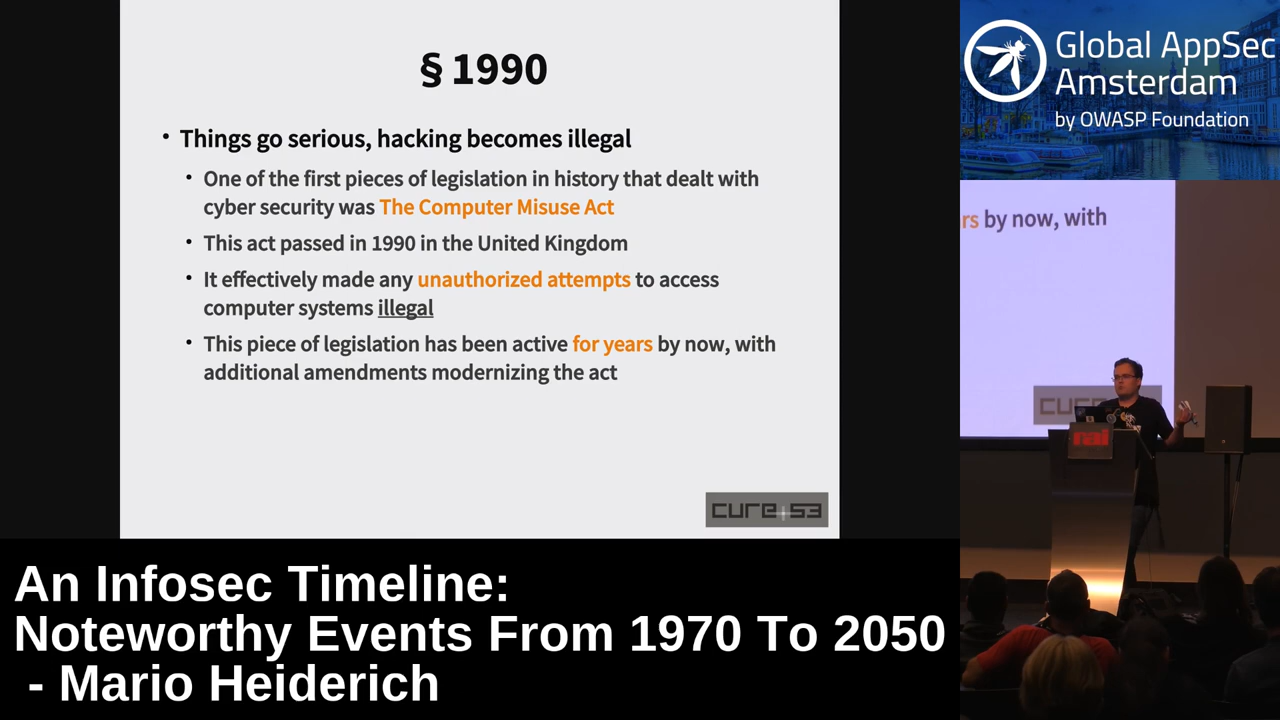 § 1990
Things go serious, hacking becomes illegal
One of the first pieces of legislation in history that dealt with
cyber security was The Computer Misuse Act
This act passed in 1990 in the United Kingdom
It effectively made any unauthorized attempts to access
computer systems illegal
This piece of legislation has been active for years by now, with
additional amendments modernizing the act
cure+53
Global AppSec
Amsterdam
by OWASP Foundation
rs by now, with
cure
rai
An Infosec Timeline:
Noteworthy Events From 1970 To 2050
- Mario Heiderich